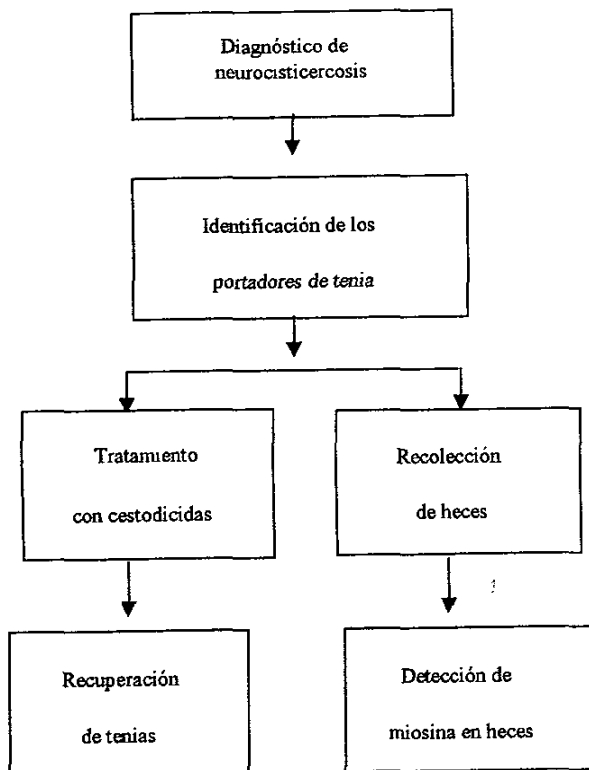 Diagnóstico de
neurocisticercosis
Identificación de los
portadores de tenia
Tratamiento
con cestodicidas
Recolección
de heces
Recuperación
de tenias
Detección de
miosina en heces